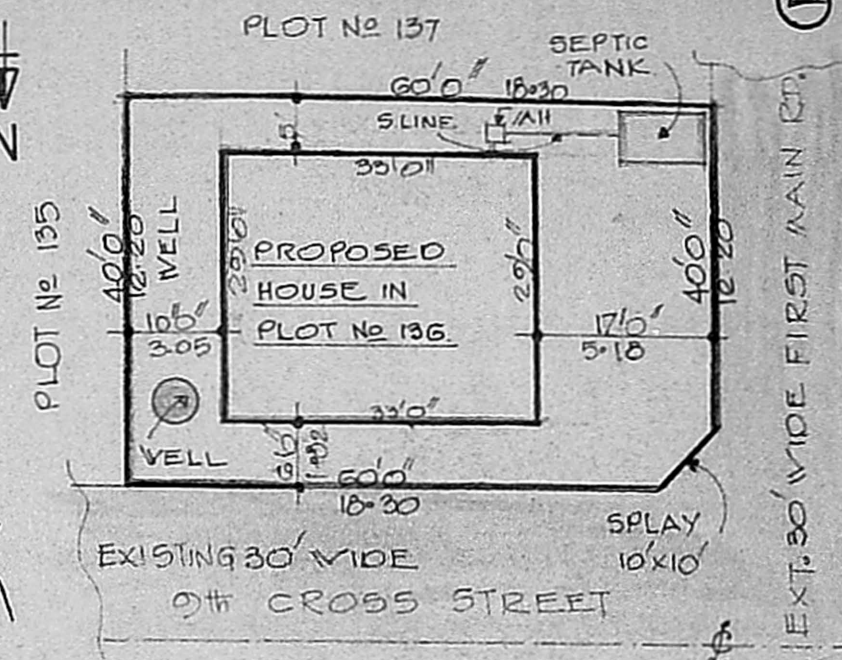 PLOT Nº 137
SEPTIC
TANK
60'0" 18·30
S.LINE
5'
33'0"
PLOT Nº 135
40'0"
12·20
WELL
29'0"
PROPOSED
HOUSE IN
PLOT Nº 136.
29'0"
40'0"
12·20
EXT. 30' WIDE FIRST MAIN RD.
10'0"
3·05
17'0"
5·18
33'0"
WELL
60'0"
18·30
SPLAY
10'x10'
EXISTING 30' WIDE
9th CROSS STREET
N